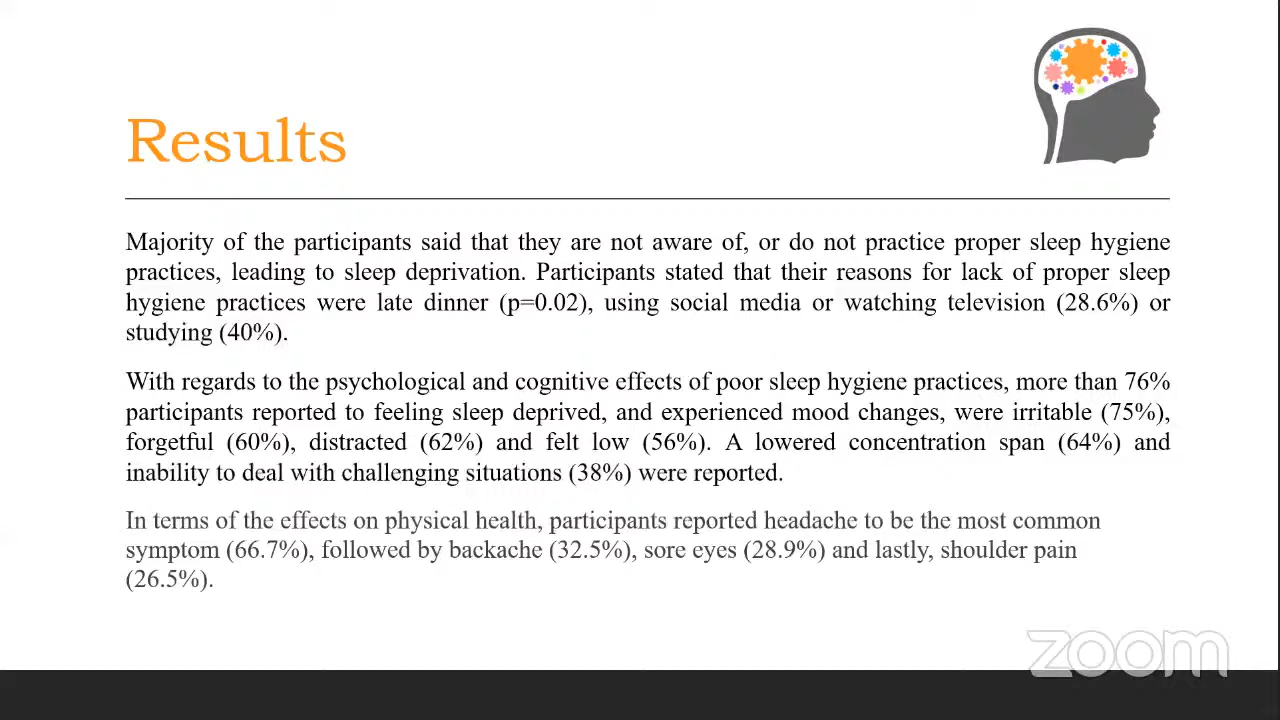 Results
Majority of the participants said that they are not aware of, or do not practice proper sleep hygiene
practices, leading to sleep deprivation. Participants stated that their reasons for lack of proper sleep
hygiene practices were late dinner (p=0.02), using social media or watching television (28.6%) or
studying (40%).
With regards to the psychological and cognitive effects of poor sleep hygiene practices, more than 76%
participants reported to feeling sleep deprived, and experienced mood changes, were irritable (75%),
forgetful (60%), distracted (62%) and felt low (56%). A lowered concentration span (64%) and
inability to deal with challenging situations (38%) were reported.
In terms of the effects on physical health, participants reported headache to be the most common
symptom (66.7%), followed by backache (32.5%), sore eyes (28.9%) and lastly, shoulder pain
(26.5%).
zoom